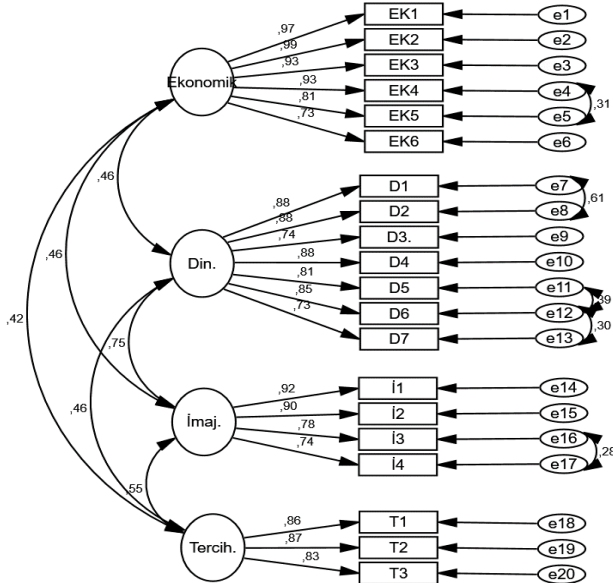 ,97 EK1 e1
,99 EK2 e2
,93 EK3 e3
Ekonomik ,93 EK4 e4
,81 EK5 e5 ,31
,73 EK6 e6
,46
,88 D1 e7
,88 D2 e8 ,61
,74 D3. e9
Din. ,88 D4 e10
,81 D5 e11
,85 D6 e12 ,39
,73 D7 e13 ,30
,46
,42
,75
,92 İ1 e14
,90 İ2 e15
İmaj. ,78 İ3 e16
,74 İ4 e17 ,28
,46
,55
,86 T1 e18
Tercih. ,87 T2 e19
,83 T3 e20